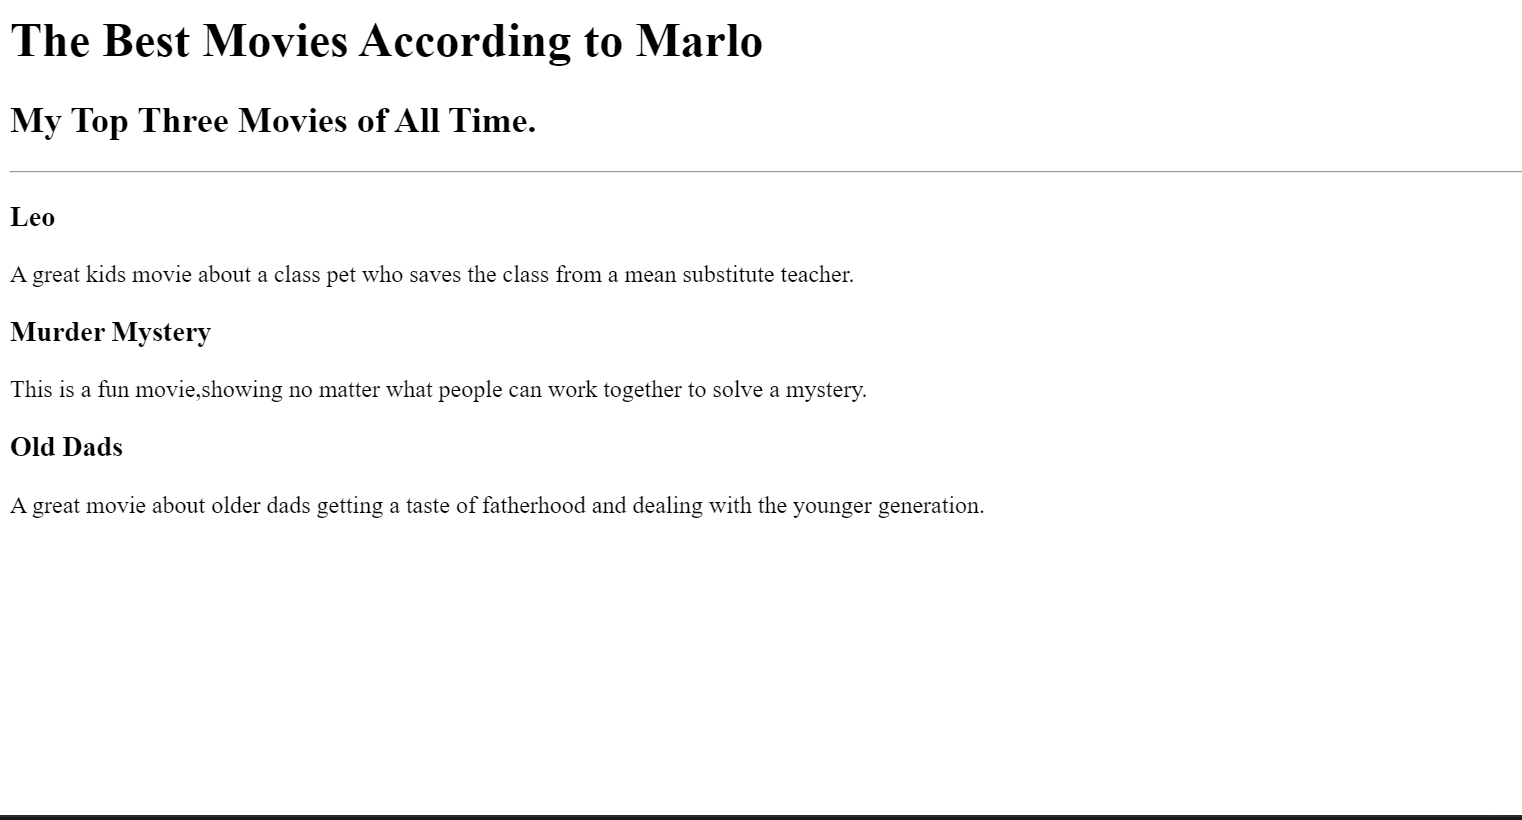 The Best Movies According to Marlo
My Top Three Movies of All Time.
Leo
A great kids movie about a class pet who saves the class from a mean substitute teacher.
Murder Mystery
This is a fun movie,showing no matter what people can work together to solve a mystery.
Old Dads
A great movie about older dads getting a taste of fatherhood and dealing with the younger generation.